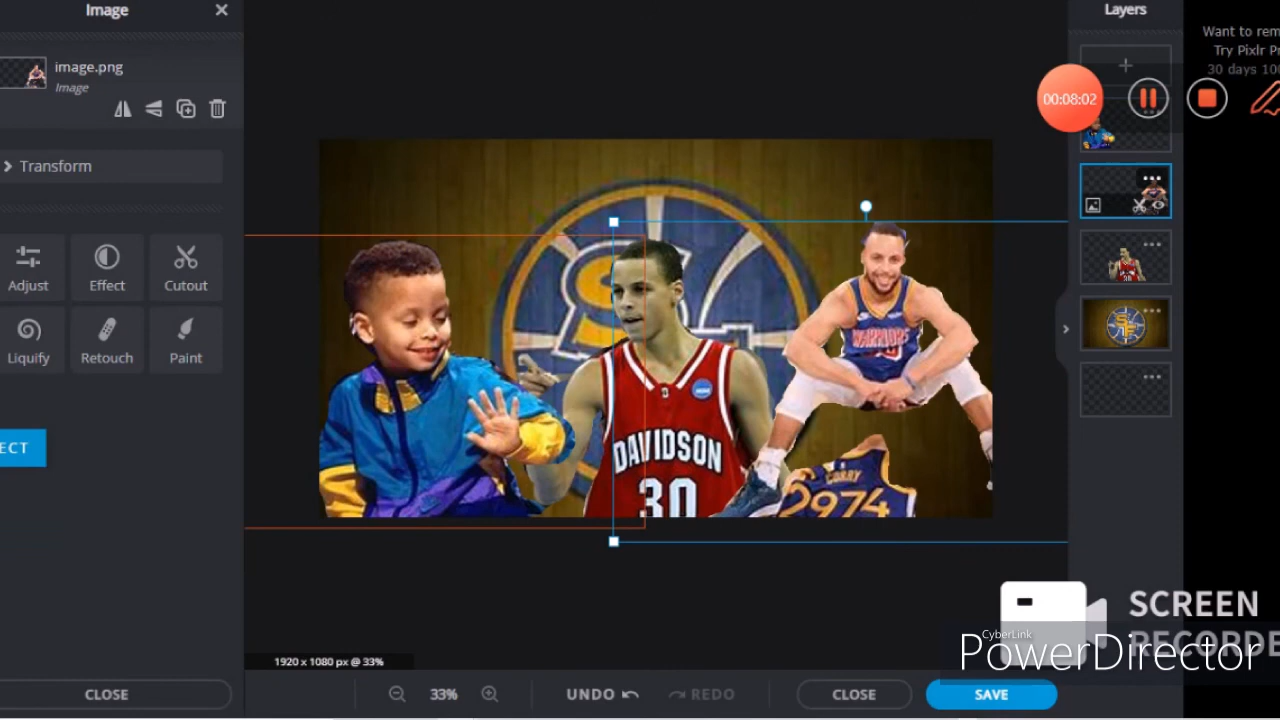 Image
image.png
Image
Transform
Adjust
Effect
Cutout
Liquify
Retouch
Paint
ECT
CLOSE
WARRIORS
DAVIDSON
30
CURRY
2974
1920 x 1080 px @ 33%
33%
UNDO
REDO
CLOSE
SAVE
Layers
Want to rem
Try Pixlr Pr
30 days 100
00:08:02
SCREEN
RECORDE
CyberLink
PowerDirector